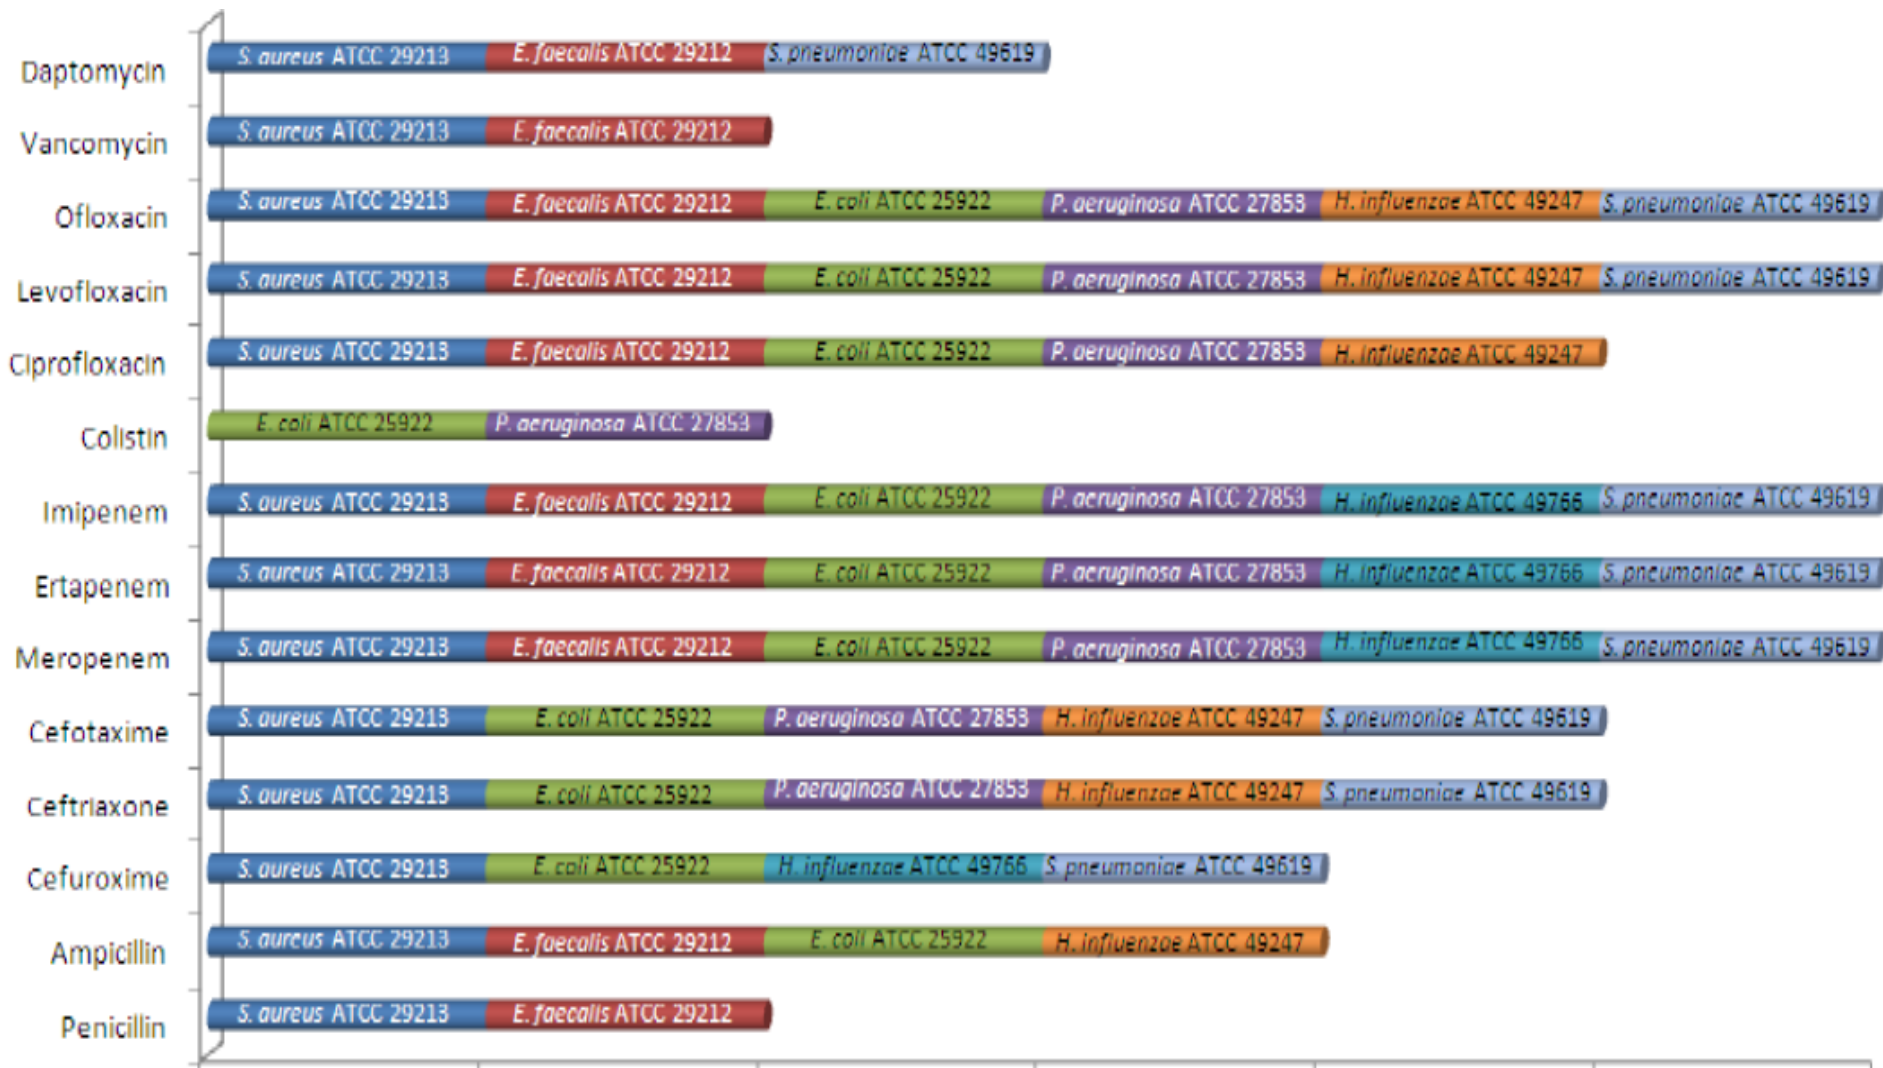 Daptomycin S. aureus ATCC 29213 E. faecalis ATCC 29212 S. pneumoniae ATCC 49619
Vancomycin S. aureus ATCC 29213 E. faecalis ATCC 29212
Ofloxacin S. aureus ATCC 29213 E. faecalis ATCC 29212 E. coli ATCC 25922 P. aeruginosa ATCC 27853 H. influenzae ATCC 49247 S. pneumoniae ATCC 49619
Levofloxacin S. aureus ATCC 29213 E. faecalis ATCC 29212 E. coli ATCC 25922 P. aeruginosa ATCC 27853 H. influenzae ATCC 49247 S. pneumoniae ATCC 49619
Ciprofloxacin S. aureus ATCC 29213 E. faecalis ATCC 29212 E. coli ATCC 25922 P. aeruginosa ATCC 27853 H. influenzae ATCC 49247
Colistin E. coli ATCC 25922 P. aeruginosa ATCC 27853
Imipenem S. aureus ATCC 29213 E. faecalis ATCC 29212 E. coli ATCC 25922 P. aeruginosa ATCC 27853 H. influenzae ATCC 49766 S. pneumoniae ATCC 49619
Ertapenem S. aureus ATCC 29213 E. faecalis ATCC 29212 E. coli ATCC 25922 P. aeruginosa ATCC 27853 H. influenzae ATCC 49766 S. pneumoniae ATCC 49619
Meropenem S. aureus ATCC 29213 E. faecalis ATCC 29212 E. coli ATCC 25922 P. aeruginosa ATCC 27853 H. influenzae ATCC 49766 S. pneumoniae ATCC 49619
Cefotaxime S. aureus ATCC 29213 E. coli ATCC 25922 P. aeruginosa ATCC 27853 H. influenzae ATCC 49247 S. pneumoniae ATCC 49619
Ceftriaxone S. aureus ATCC 29213 E. coli ATCC 25922 P. aeruginosa ATCC 27853 H. influenzae ATCC 49247 S. pneumoniae ATCC 49619
Cefuroxime S. aureus ATCC 29213 E. coli ATCC 25922 H. influenzae ATCC 49766 S. pneumoniae ATCC 49619
Ampicillin S. aureus ATCC 29213 E. faecalis ATCC 29212 E. coli ATCC 25922 H. influenzae ATCC 49247
Penicillin S. aureus ATCC 29213 E. faecalis ATCC 29212